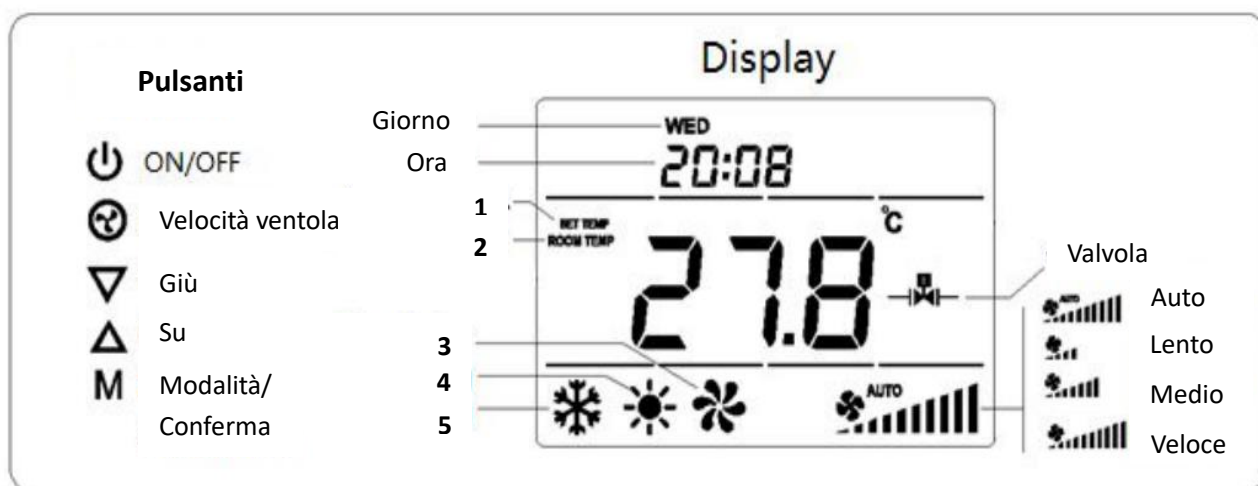 Display
Pulsanti
ON/OFF
Velocità ventola
Giù
Su
M Modalità/
Conferma
Giorno
Ora
1
2
3
4
5
WED
20:08
SET TEMP
ROOM TEMP
27.8 °C
AUTO
Valvola
AUTO Auto
Lento
Medio
Veloce